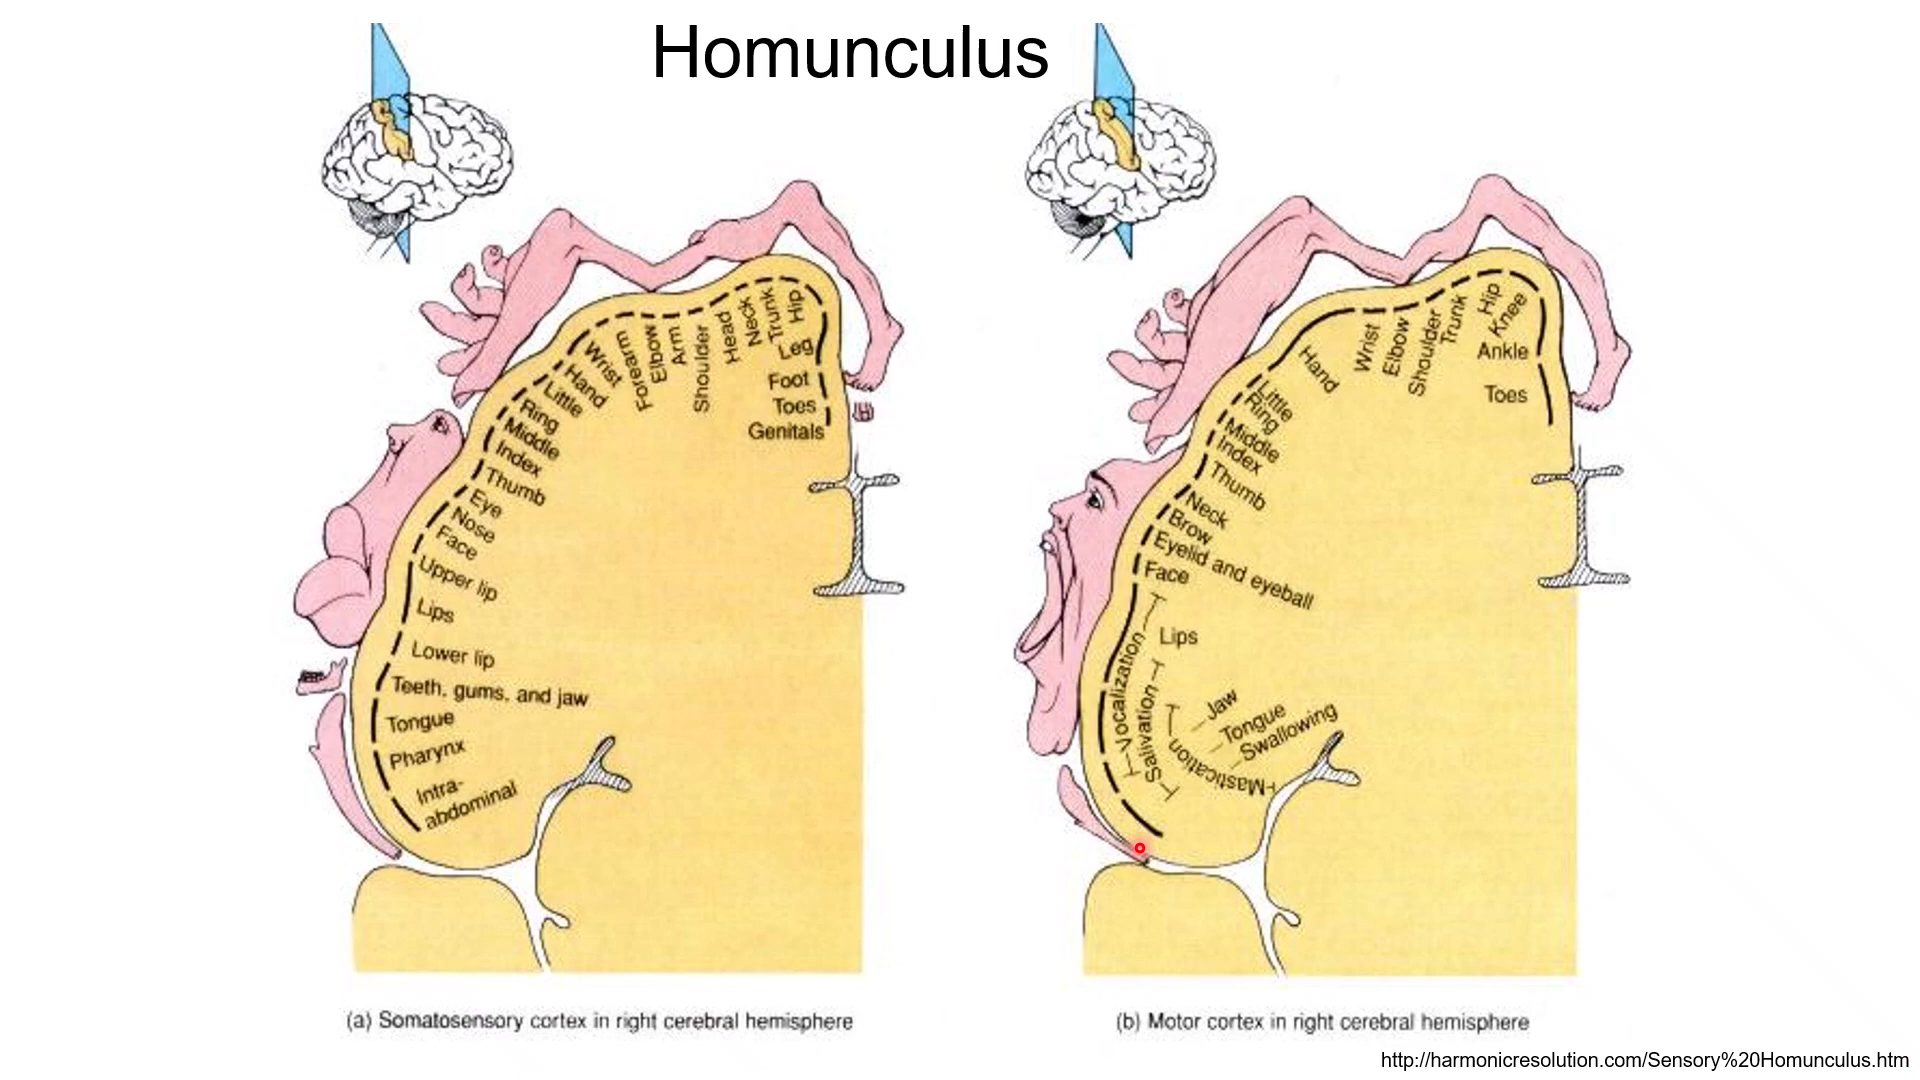 Homunculus
Hip
Trunk
Neck
Head
Shoulder
Arm
Elbow
Forearm
Wrist
Hand
Little
Ring
Middle
Index
Thumb
Eye
Nose
Face
Upper lip
Lips
Lower lip
Teeth, gums, and jaw
Tongue
Pharynx
Intra-
abdominal
Leg
Foot
Toes
Genitals
Hip
Knee
Ankle
Toes
Trunk
Shoulder
Elbow
Wrist
Hand
Little
Ring
Middle
Index
Thumb
Neck
Brow
Eyelid and eyeball
Face
Lips
Vocalization
Salivation
Jaw
Tongue
Swallowing
Mastication
(a) Somatosensory cortex in right cerebral hemisphere
(b) Motor cortex in right cerebral hemisphere
http://harmonicresolution.com/Sensory%20Homunculus.htm